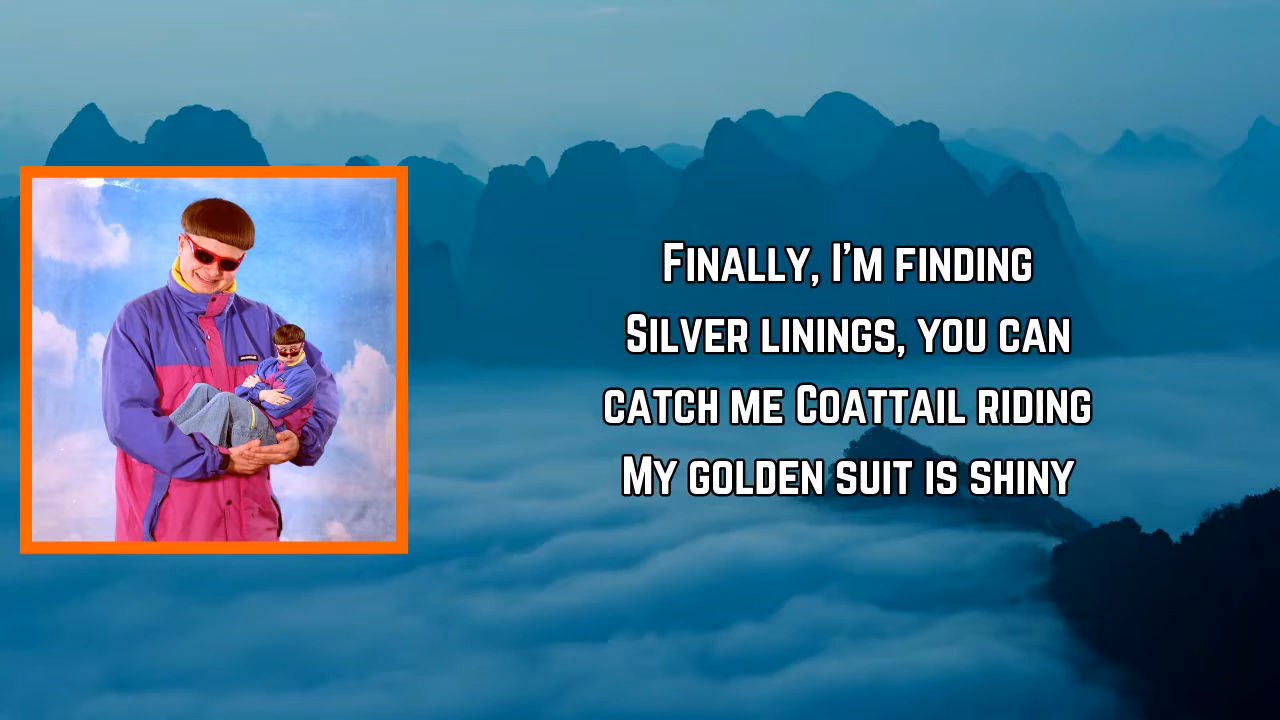 Finally, I'm finding
Silver linings, you can
catch me Coattail riding
My golden suit is shiny